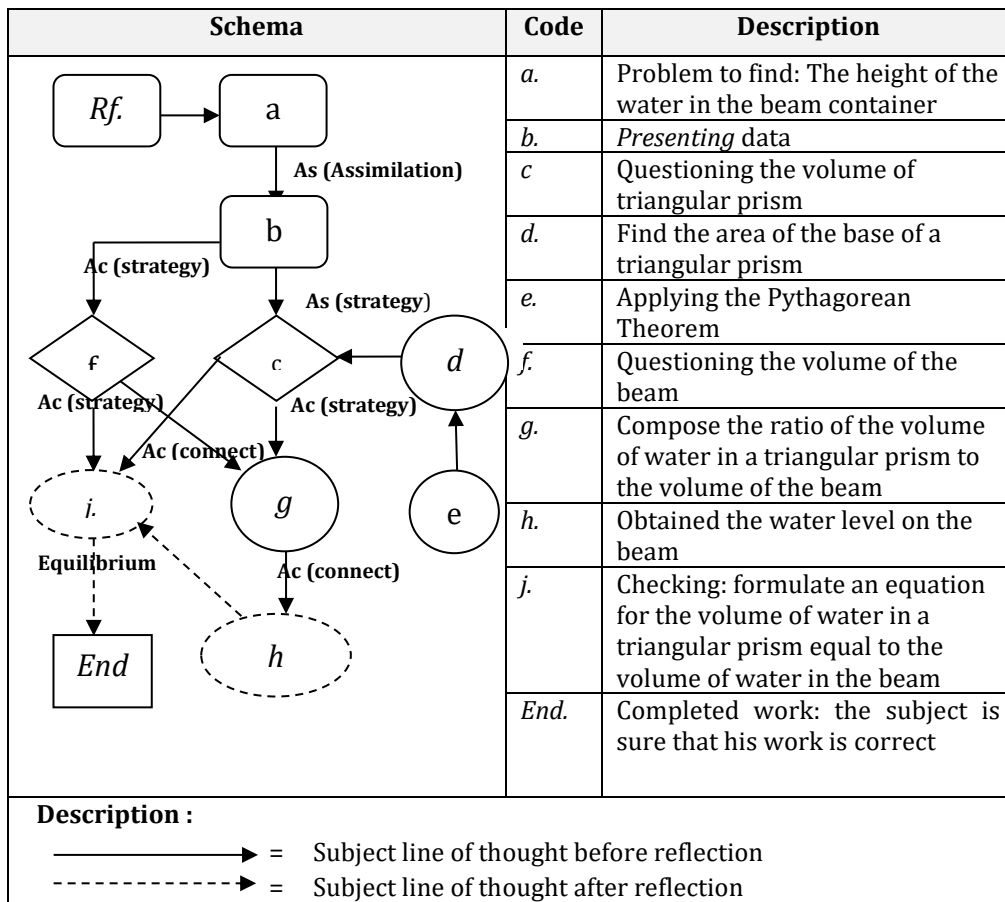 Schema Code Description
Rf.
a
As (Assimilation)
b
Ac (strategy)
As (strategy)
c
d
Ac (strategy)
Ac (strategy)
Ac (connect)
j.
g
e
Equilibrium
Ac (connect)
End
h
a. Problem to find: The height of the
water in the beam container
b. Presenting data
c Questioning the volume of
triangular prism
d. Find the area of the base of a
triangular prism
e. Applying the Pythagorean
Theorem
f. Questioning the volume of the
beam
g. Compose the ratio of the volume
of water in a triangular prism to
the volume of the beam
h. Obtained the water level on the
beam
j. Checking: formulate an equation
for the volume of water in a
triangular prism equal to the
volume of water in the beam
End. Completed work: the subject is
sure that his work is correct
Description :
= Subject line of thought before reflection
= Subject line of thought after reflection